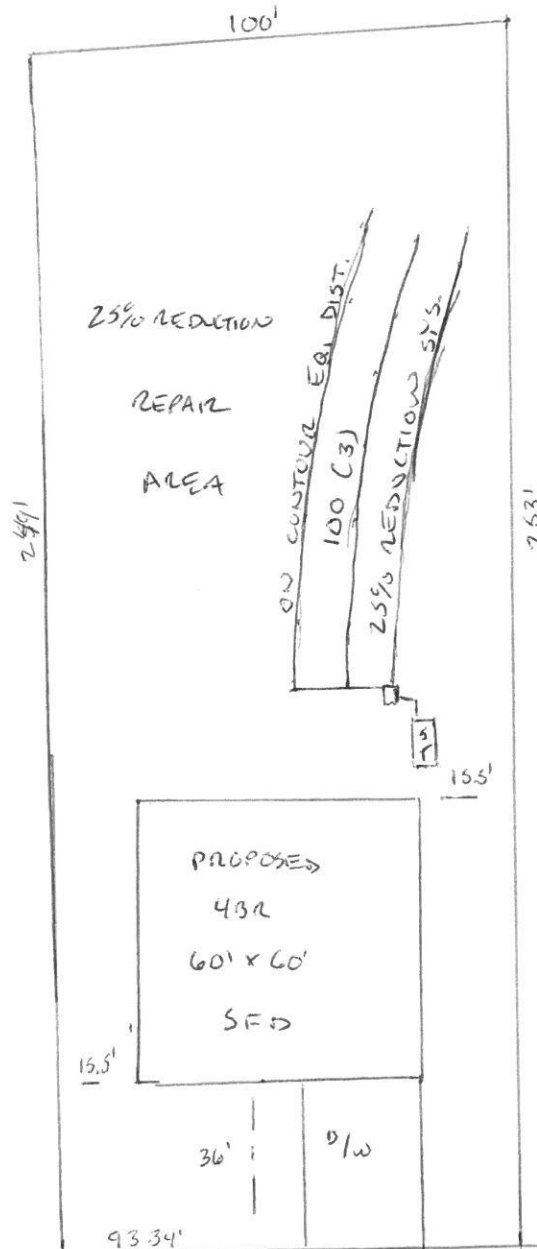 100'
25% REDUCTION
REPAIR
AREA
ON CONTOUR EQ. DIST.
100 (3)
25% REDUCTION SYS.
253'
15.5'
PROPOSED
4BR
60' x 60'
SFD
15.5'
36'
D/W
93.34'